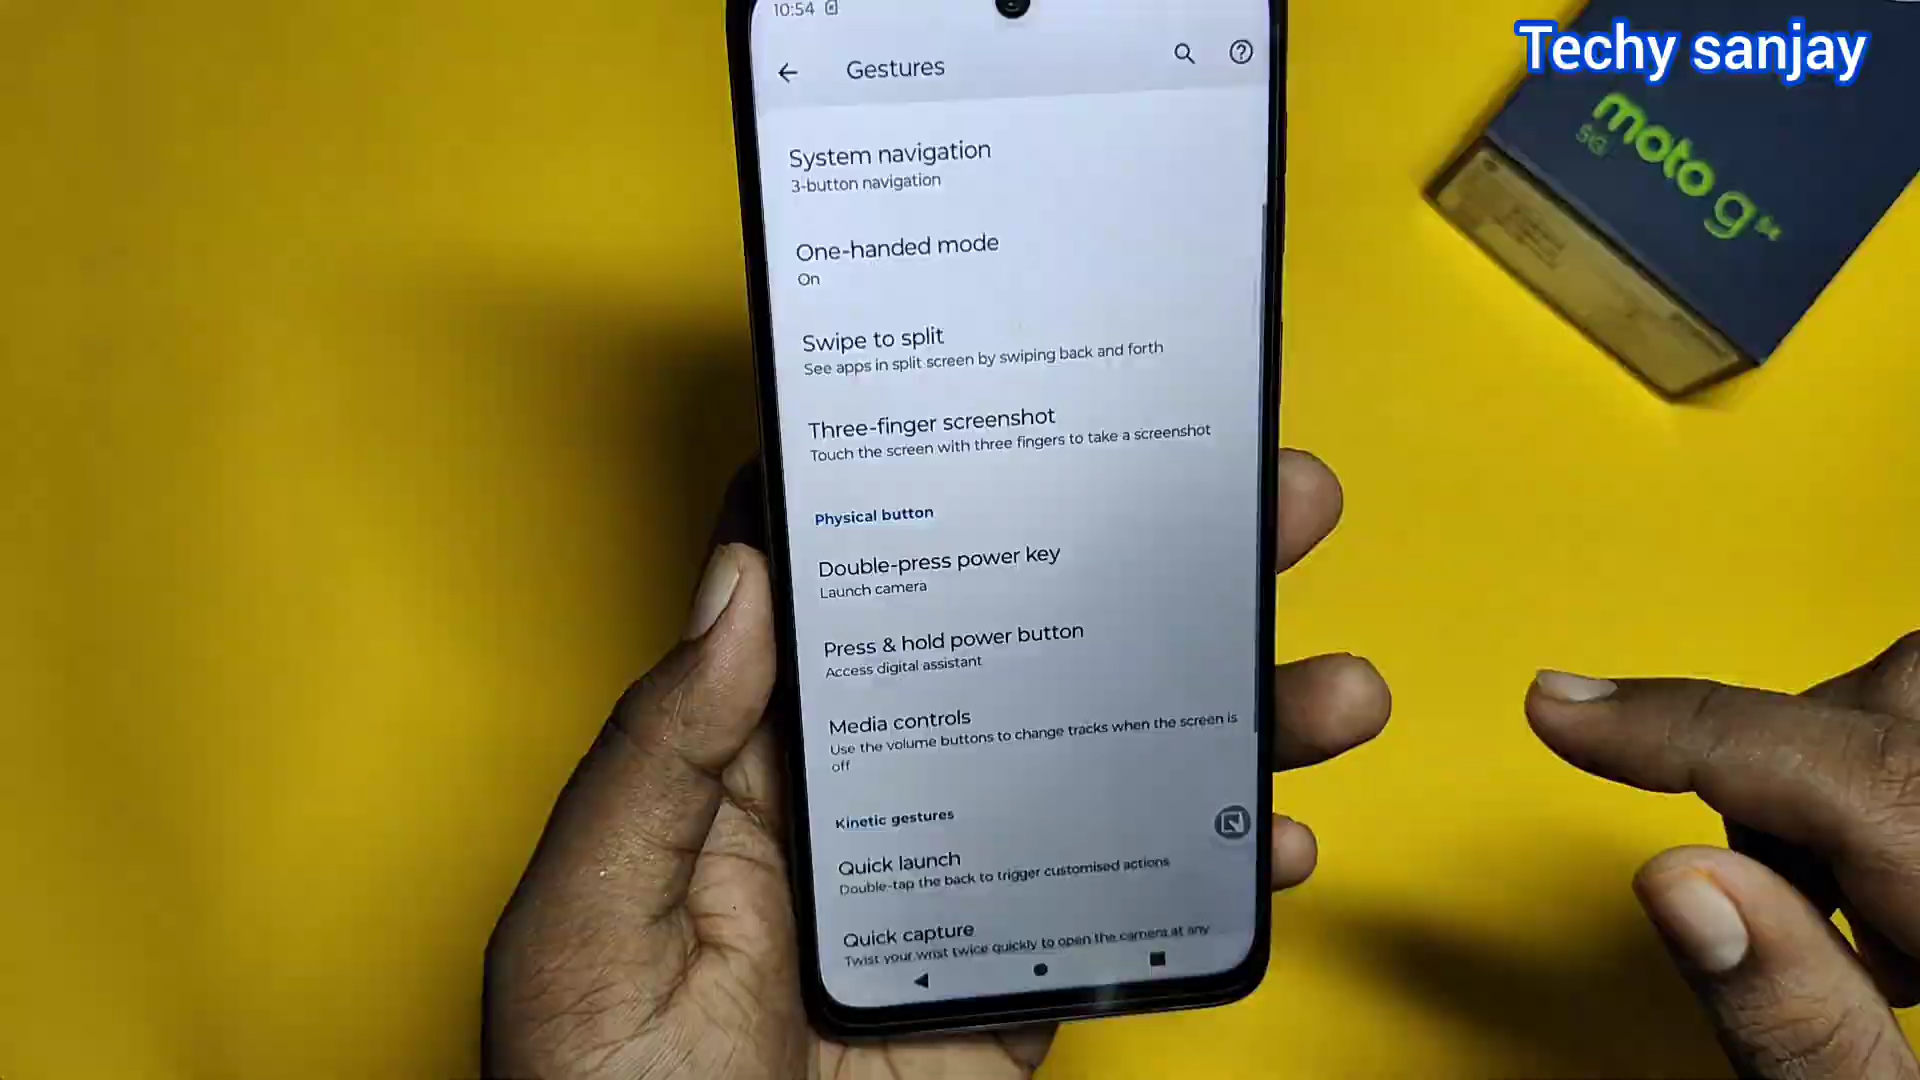 10:54
Techy sanjay
Gestures
moto g
5G
System navigation
3-button navigation
One-handed mode
On
Swipe to split
See apps in split screen by swiping back and forth
Three-finger screenshot
Touch the screen with three fingers to take a screenshot
Physical button
Double-press power key
Launch camera
Press & hold power button
Access digital assistant
Media controls
Use the volume buttons to change tracks when the screen is
off
Kinetic gestures
Quick launch
Double-tap the back to trigger customised actions
Quick capture
Twist your wrist twice quickly to open the camera at any